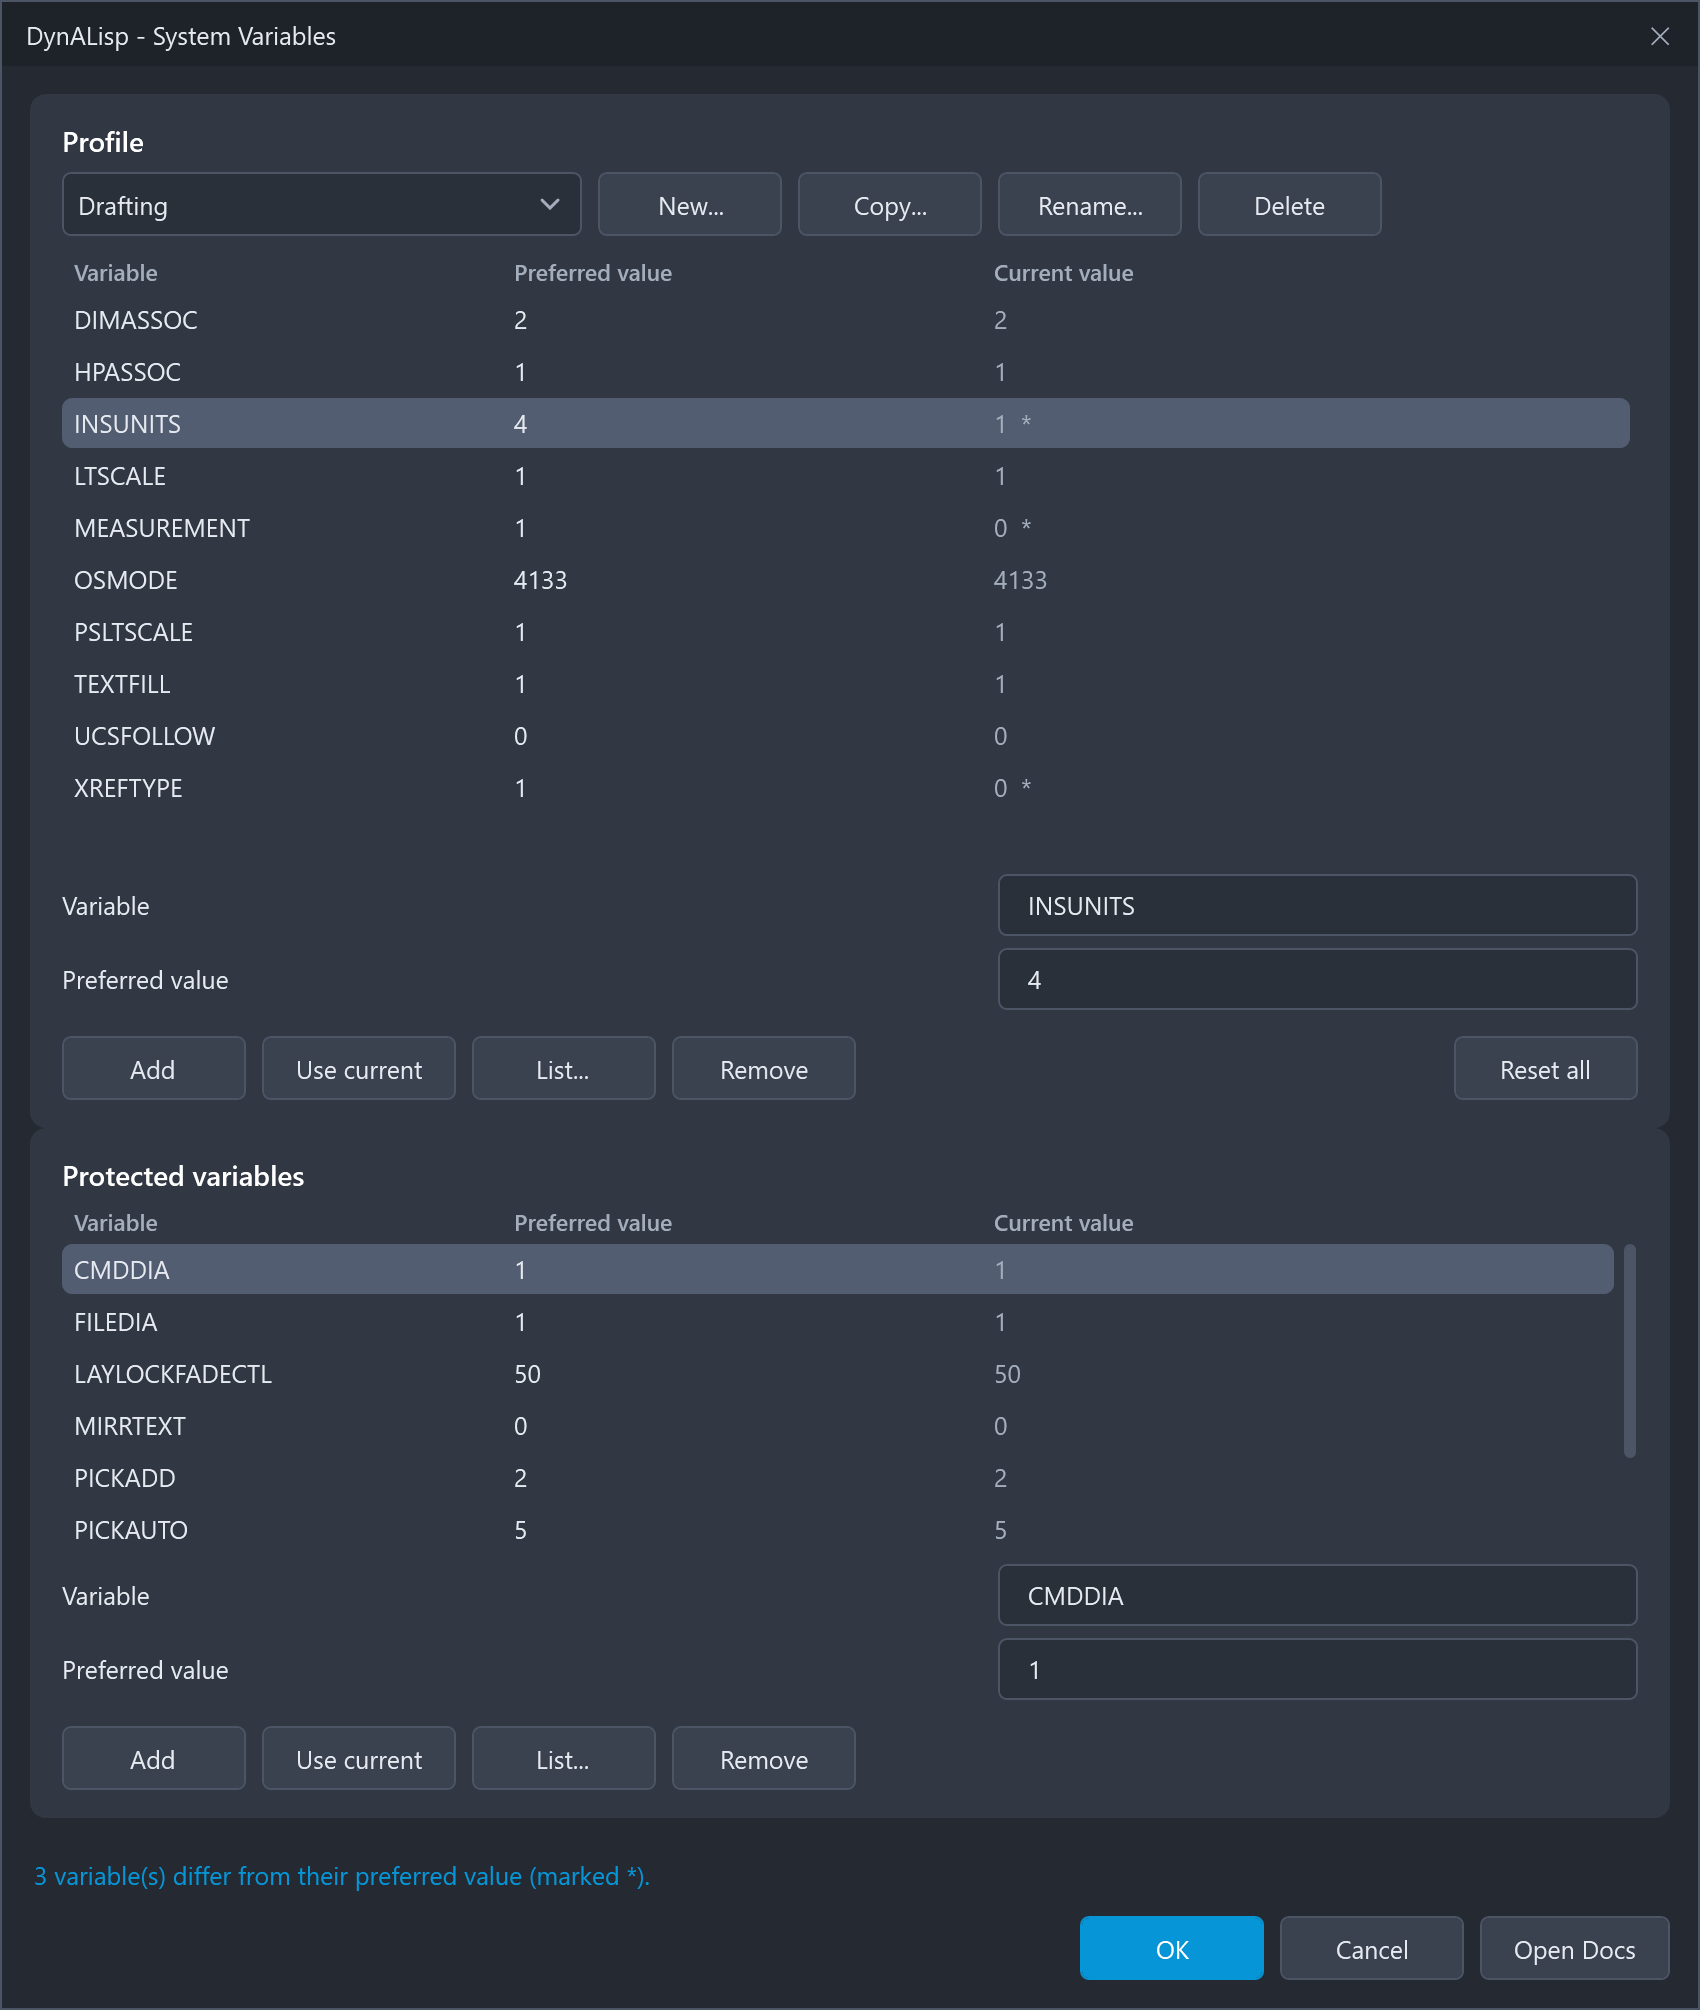 DynALisp - System Variables
Profile
Drafting New... Copy... Rename... Delete
Variable Preferred value Current value
DIMASSOC 2 2
HPASSOC 1 1
INSUNITS 4 1 *
LTSCALE 1 1
MEASUREMENT 1 0 *
OSMODE 4133 4133
PSLTSCALE 1 1
TEXTFILL 1 1
UCSFOLLOW 0 0
XREFTYPE 1 0 *
Variable INSUNITS
Preferred value 4
Add Use current List... Remove Reset all
Protected variables
Variable Preferred value Current value
CMDDIA 1 1
FILEDIA 1 1
LAYLOCKFADECTL 50 50
MIRRTEXT 0 0
PICKADD 2 2
PICKAUTO 5 5
Variable CMDDIA
Preferred value 1
Add Use current List... Remove
3 variable(s) differ from their preferred value (marked *).
OK Cancel Open Docs